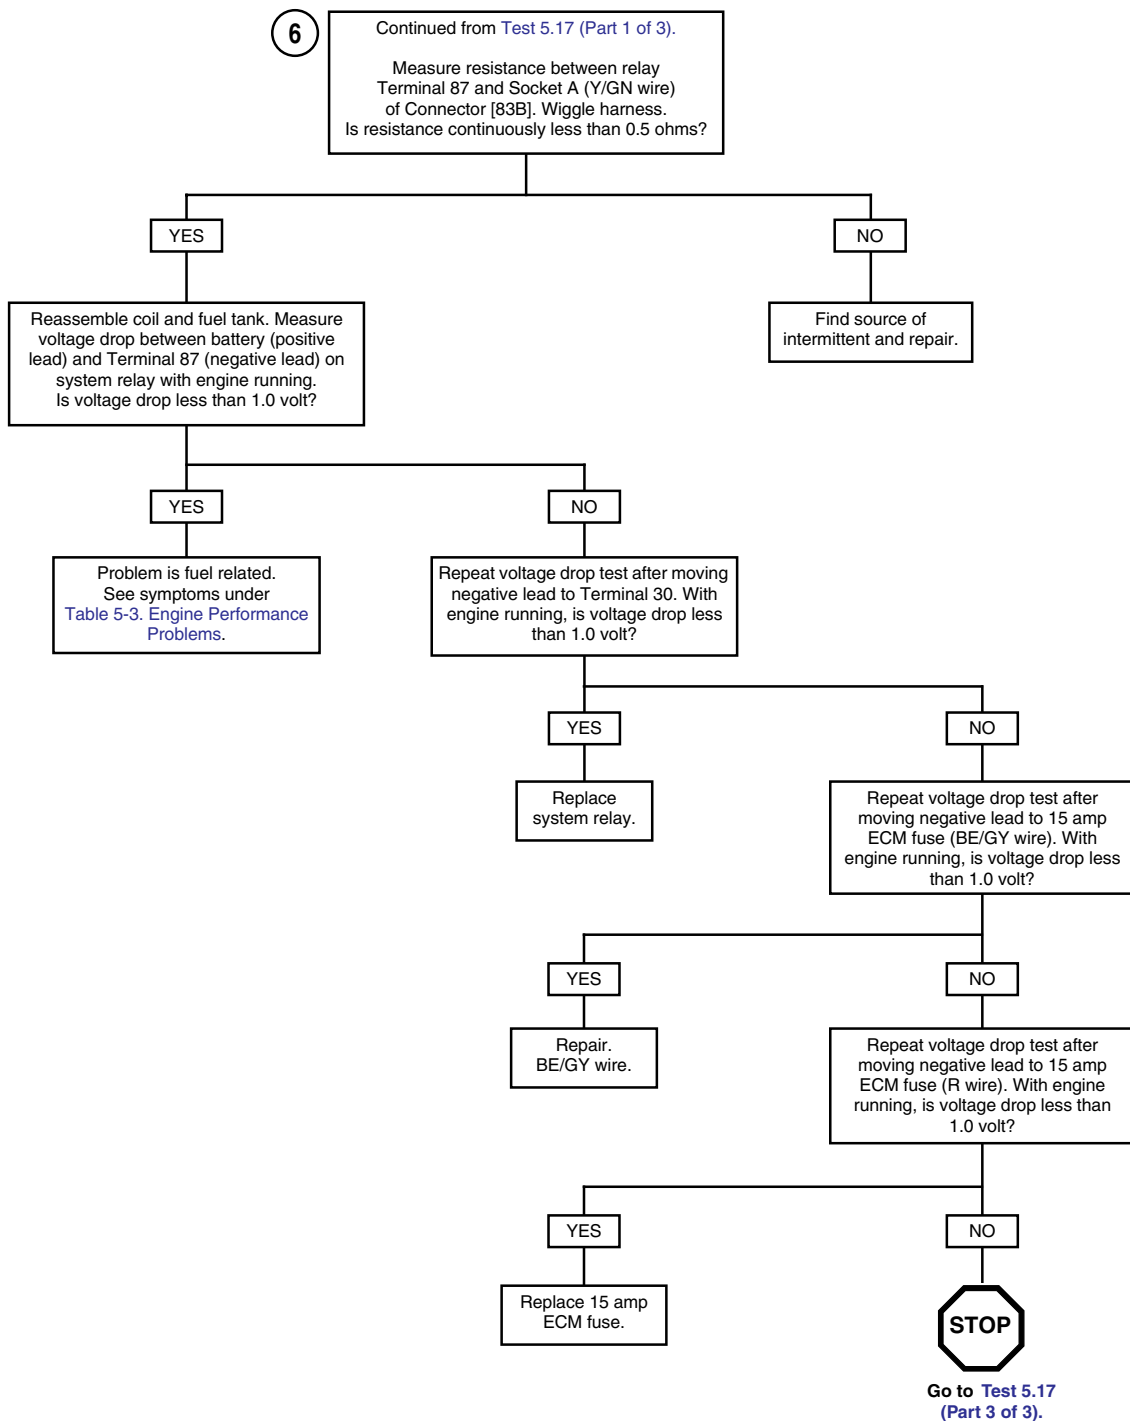 6
Continued from Test 5.17 (Part 1 of 3).
Measure resistance between relay
Terminal 87 and Socket A (Y/GN wire)
of Connector [83B]. Wiggle harness.
Is resistance continuously less than 0.5 ohms?
YES
NO
Reassemble coil and fuel tank. Measure
voltage drop between battery (positive
lead) and Terminal 87 (negative lead) on
system relay with engine running.
Is voltage drop less than 1.0 volt?
Find source of
intermittent and repair.
YES
NO
Problem is fuel related.
See symptoms under
Table 5-3. Engine Performance
Problems.
Repeat voltage drop test after moving
negative lead to Terminal 30. With
engine running, is voltage drop less
than 1.0 volt?
YES
NO
Replace
system relay.
Repeat voltage drop test after
moving negative lead to 15 amp
ECM fuse (BE/GY wire). With
engine running, is voltage drop less
than 1.0 volt?
YES
NO
Repair.
BE/GY wire.
Repeat voltage drop test after
moving negative lead to 15 amp
ECM fuse (R wire). With engine
running, is voltage drop less than
1.0 volt?
YES
NO
Replace 15 amp
ECM fuse.
STOP
Go to Test 5.17
(Part 3 of 3).